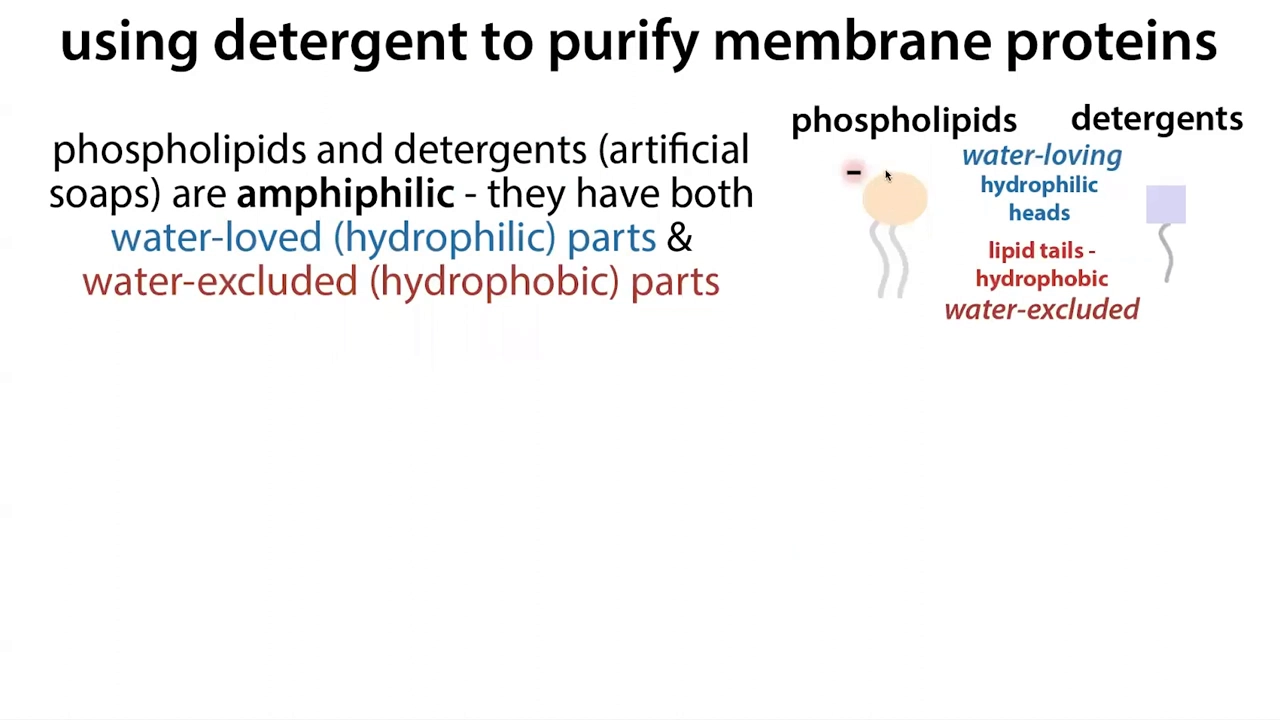 using detergent to purify membrane proteins
phospholipids and detergents (artificial
soaps) are amphiphilic - they have both
water-loved (hydrophilic) parts &
water-excluded (hydrophobic) parts
phospholipids
detergents
water-loving
hydrophilic
heads
lipid tails -
hydrophobic
water-excluded
-